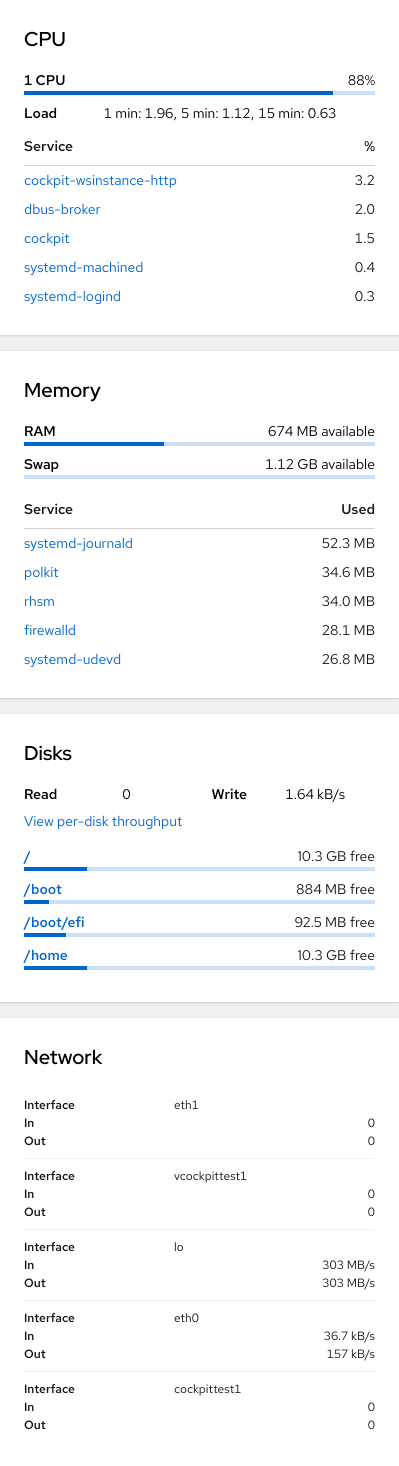 CPU
1 CPU 88%
Load 1 min: 1.96, 5 min: 1.12, 15 min: 0.63
Service %
cockpit-wsinstance-http 3.2
dbus-broker 2.0
cockpit 1.5
systemd-machined 0.4
systemd-logind 0.3
Memory
RAM 674 MB available
Swap 1.12 GB available
Service Used
systemd-journald 52.3 MB
polkit 34.6 MB
rhsm 34.0 MB
firewalld 28.1 MB
systemd-udevd 26.8 MB
Disks
Read 0 Write 1.64 kB/s
View per-disk throughput
/ 10.3 GB free
/boot 884 MB free
/boot/efi 92.5 MB free
/home 10.3 GB free
Network
Interface eth1
In 0
Out 0
Interface vcockpittest1
In 0
Out 0
Interface lo
In 303 MB/s
Out 303 MB/s
Interface eth0
In 36.7 kB/s
Out 157 kB/s
Interface cockpittest1
In 0
Out 0